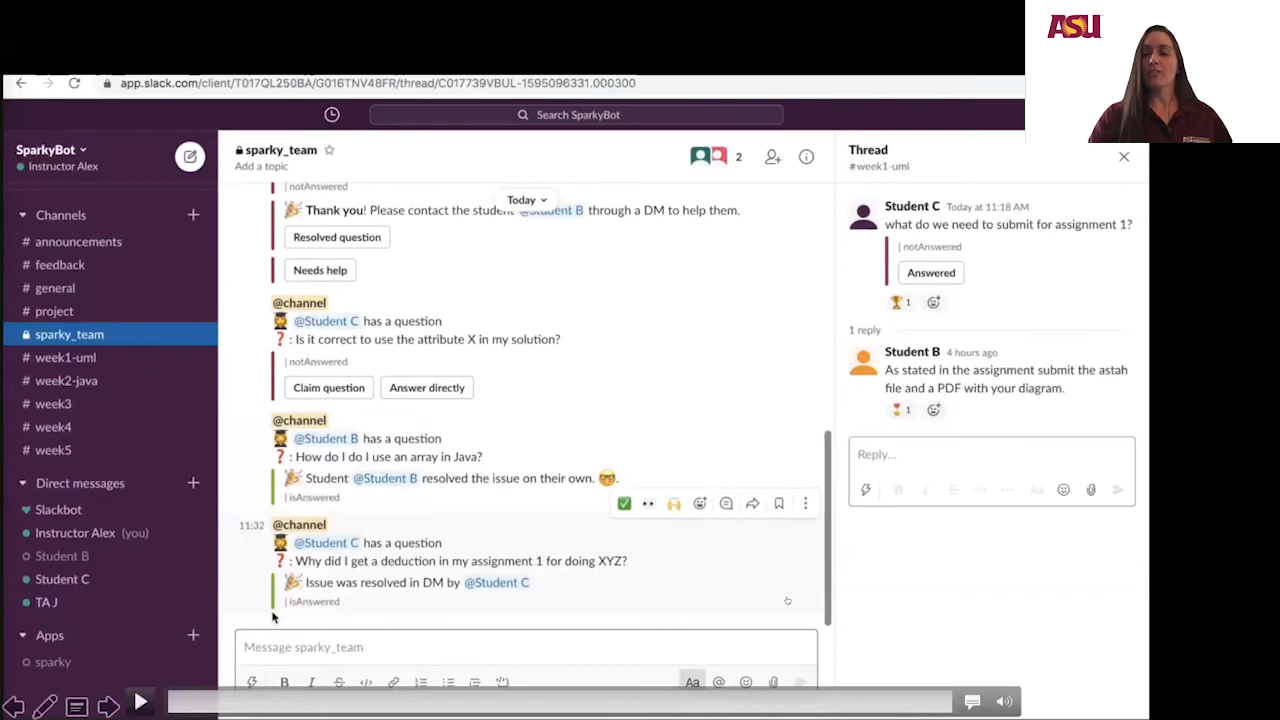 ASU
app.slack.com/client/T017QL250BA/G016TNV48FR/thread/C017739VBUL-1595096331.000300
Search SparkyBot
SparkyBot
Instructor Alex
Channels
# announcements
# feedback
# general
# project
sparky_team
# week1-uml
# week2-java
# week3
# week4
# week5
Direct messages
Slackbot
Instructor Alex (you)
Student B
Student C
TA J
Apps
sparky
sparky_team
Add a topic
2
| notAnswered
Today
Thank you! Please contact the student @Student B through a DM to help them.
Resolved question
Needs help
@channel
@Student C has a question
❓: Is it correct to use the attribute X in my solution?
| notAnswered
Claim question Answer directly
@channel
@Student B has a question
❓: How do I do I use an array in Java?
Student @Student B resolved the issue on their own. 🤓.
| isAnswered
11:32 @channel
@Student C has a question
❓: Why did I get a deduction in my assignment 1 for doing XYZ?
Issue was resolved in DM by @Student C
| isAnswered
Message sparky_team
B I S </> Aa @
Thread
#week1-uml
Student C Today at 11:18 AM
what do we need to submit for assignment 1?
| notAnswered
Answered
1
1 reply
Student B 4 hours ago
As stated in the assignment submit the astah
file and a PDF with your diagram.
1
Reply...
B I S </> Aa